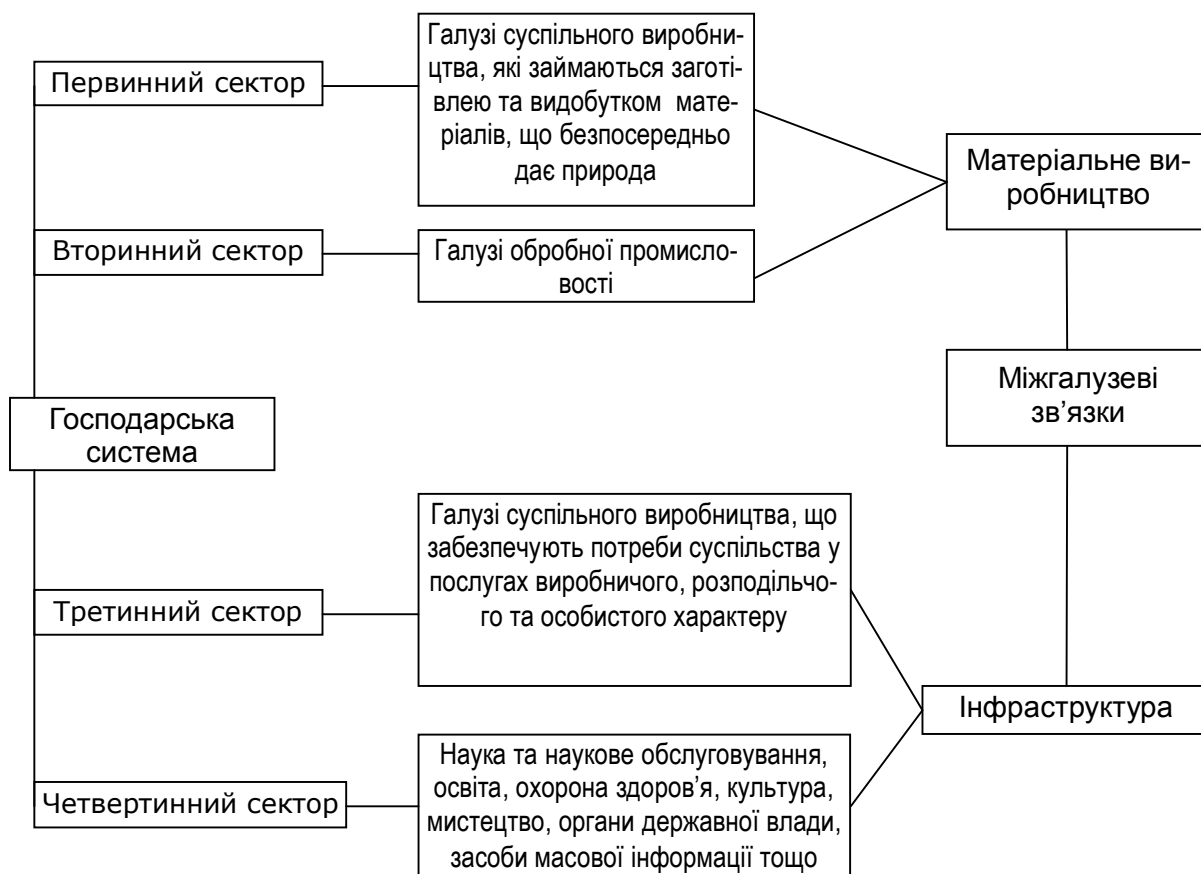 Первинний сектор
Галузі суспільного виробни-
цтва, які займаються заготі-
влею та видобутком мате-
ріалів, що безпосередньо
дає природа
Матеріальне ви-
робництво
Вторинний сектор
Галузі обробної промисло-
вості
Міжгалузеві
зв’язки
Господарська
система
Галузі суспільного виробництва, що
забезпечують потреби суспільства у
послугах виробничого, розподільчо-
го та особистого характеру
Третинний сектор
Інфраструктура
Четвертинний сектор
Наука та наукове обслуговування,
освіта, охорона здоров’я, культура,
мистецтво, органи державної влади,
засоби масової інформації тощо